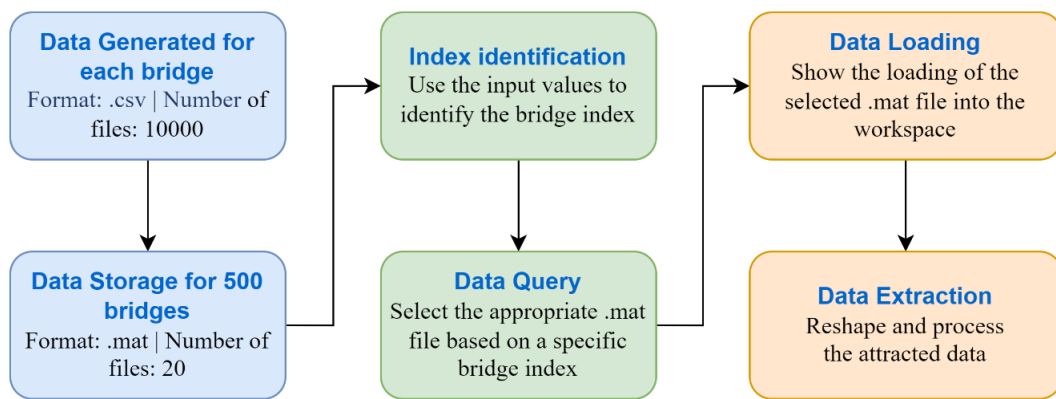 Data Generated for
each bridge
Format: .csv | Number of
files: 10000
Data Storage for 500
bridges
Format: .mat | Number of
files: 20
Index identification
Use the input values to
identify the bridge index
Data Query
Select the appropriate .mat
file based on a specific
bridge index
Data Loading
Show the loading of the
selected .mat file into the
workspace
Data Extraction
Reshape and process
the attracted data